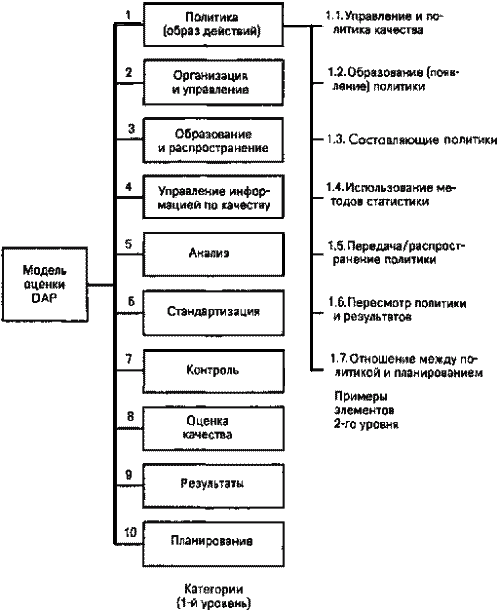 Модель
оценки
DAP
1
Политика
(образ действий)
2
Организация
и управление
3
Образование
и распространение
4
Управление инфор-
мацией по качеству
5
Анализ
6
Стандартизация
7
Контроль
8
Оценка
качества
9
Результаты
10
Планирование
Категории
(1-й уровень)
1.1. Управление и по-
литика качества
1.2. Образование (появ-
ление) политики
1.3. Составляющие политики
1.4. Использование ме-
тодов статистики
1.5. Передача/распрост-
ранение политики
1.6. Пересмотр политики
и результатов
1.7. Отношение между по-
литикой и планированием
Примеры
элементов
2-го уровня